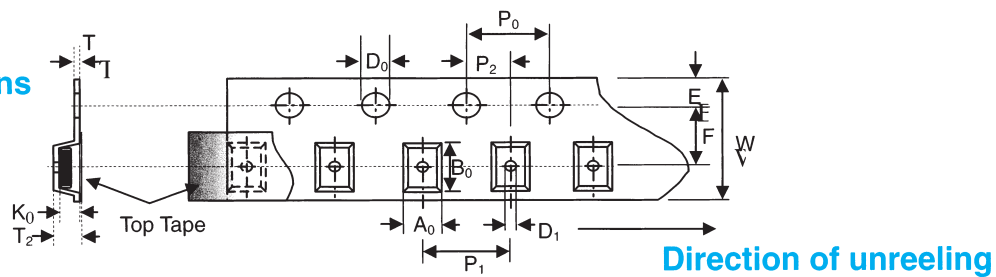 T
P₀
D₀
P₂
ns
E
F
W
B₀
K₀
T₂
Top Tape
A₀
D₁
P₁
Direction of unreeling